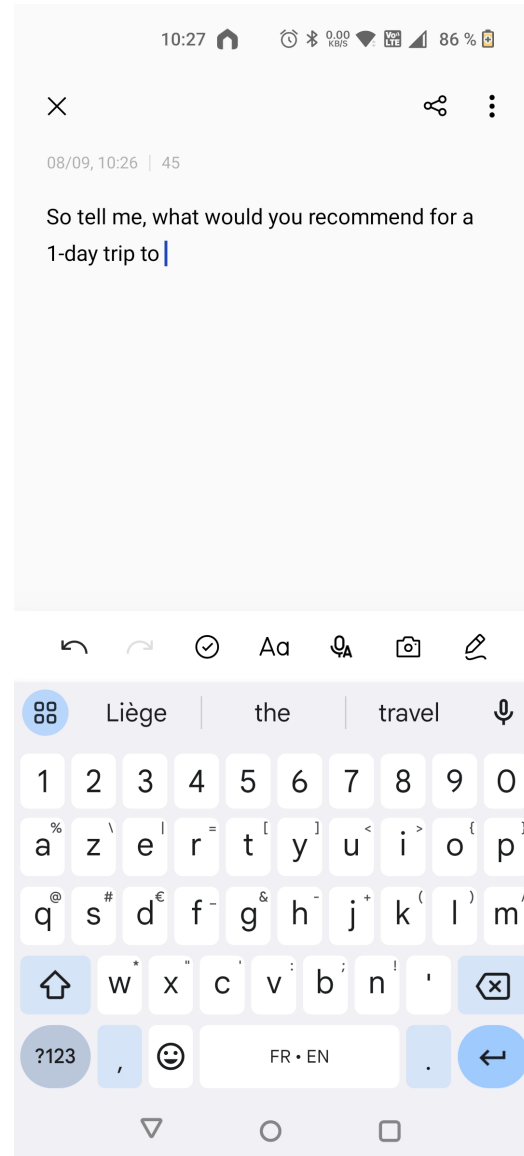 10:27 0.00 KB/S Vo LTE 86 %
08/09, 10:26 | 45
So tell me, what would you recommend for a
1-day trip to
Aa A
Liège the travel
1 2 3 4 5 6 7 8 9 0
% \ | = [ ] < > { }
a z e r t y u i o p
@ # € - & - + ( )
q s d f g h j k l m
* " ' : ; !
w x c v b n '
?123 , FR • EN .